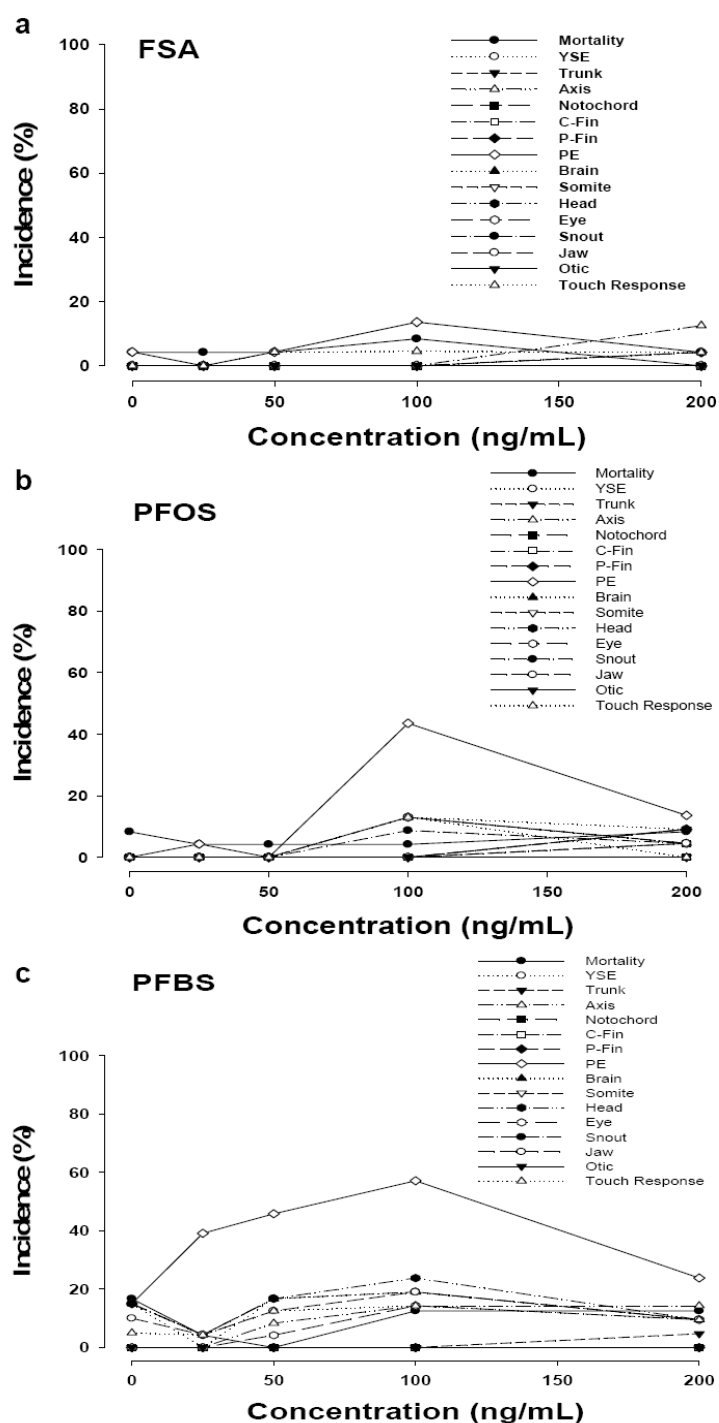 a
FSA
Incidence (%)
100
80
60
40
20
0
Mortality
YSE
Trunk
Axis
Notochord
C-Fin
P-Fin
PE
Brain
Somite
Head
Eye
Snout
Jaw
Otic
Touch Response
0 50 100 150 200
Concentration (ng/mL)
b
PFOS
Incidence (%)
100
80
60
40
20
0
Mortality
YSE
Trunk
Axis
Notochord
C-Fin
P-Fin
PE
Brain
Somite
Head
Eye
Snout
Jaw
Otic
Touch Response
0 50 100 150 200
Concentration (ng/mL)
c
PFBS
Incidence (%)
100
80
60
40
20
0
Mortality
YSE
Trunk
Axis
Notochord
C-Fin
P-Fin
PE
Brain
Somite
Head
Eye
Snout
Jaw
Otic
Touch Response
0 50 100 150 200
Concentration (ng/mL)